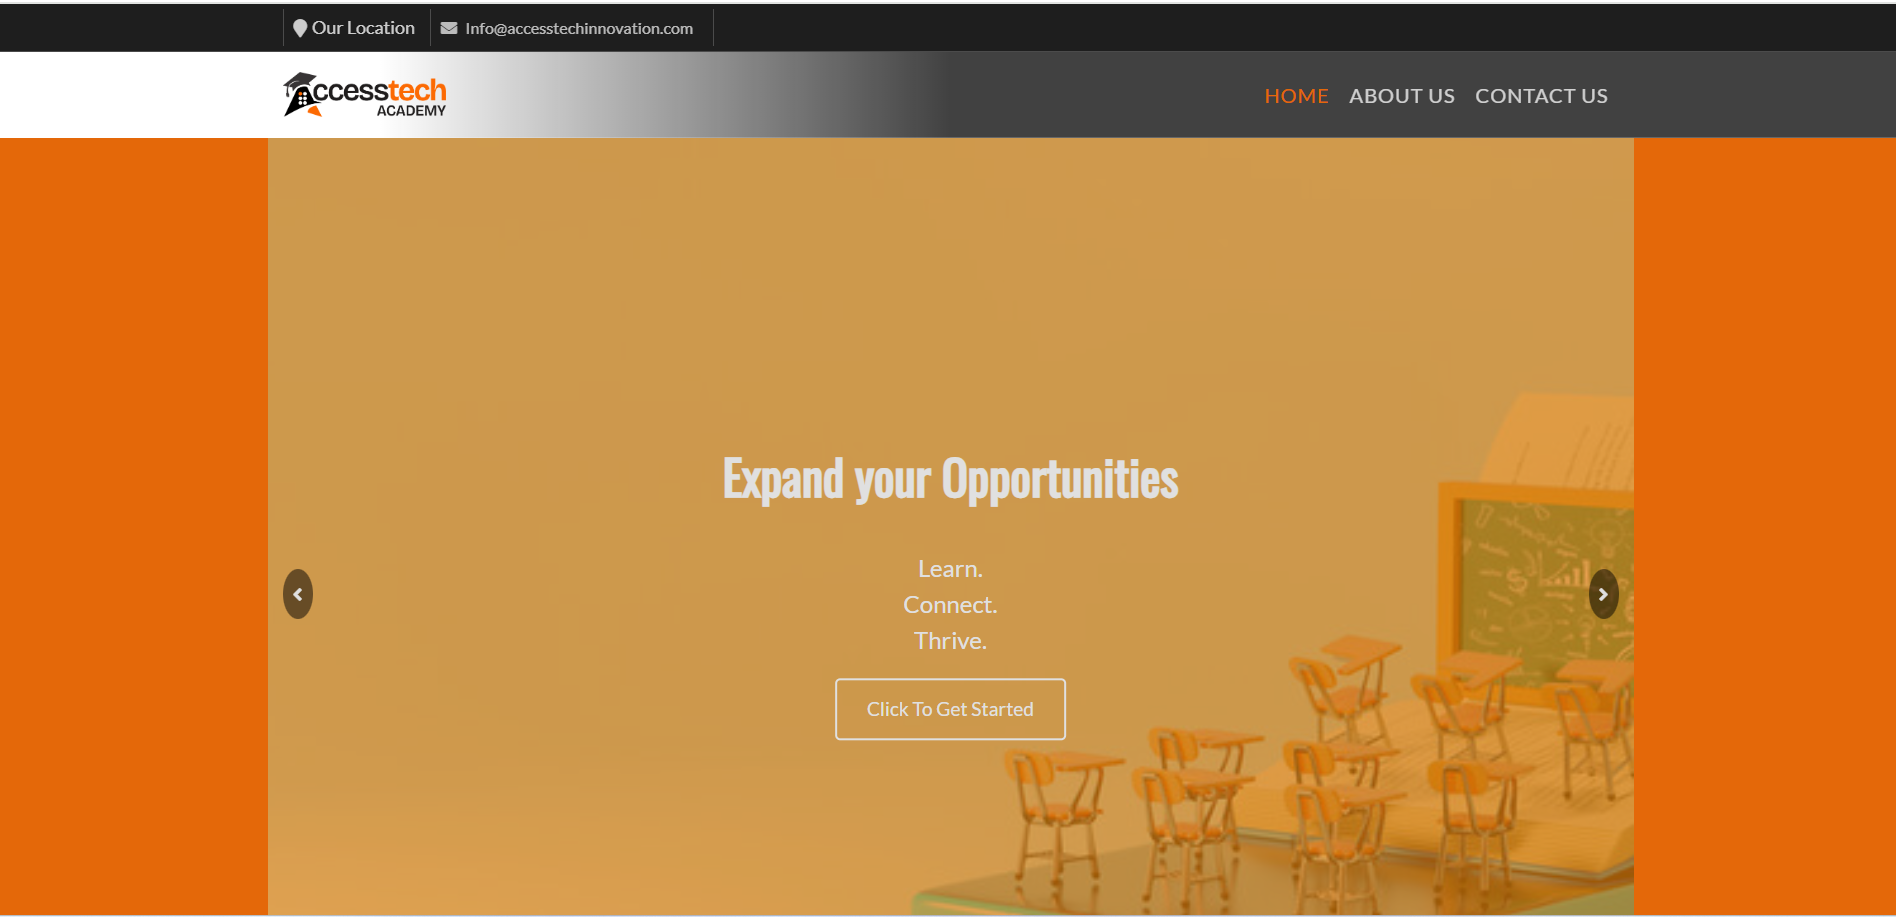 Our Location
Info@accesstechinnovation.com
ccesstech
ACADEMY
HOME ABOUT US CONTACT US
Expand your Opportunities
Learn.
Connect.
Thrive.
Click To Get Started